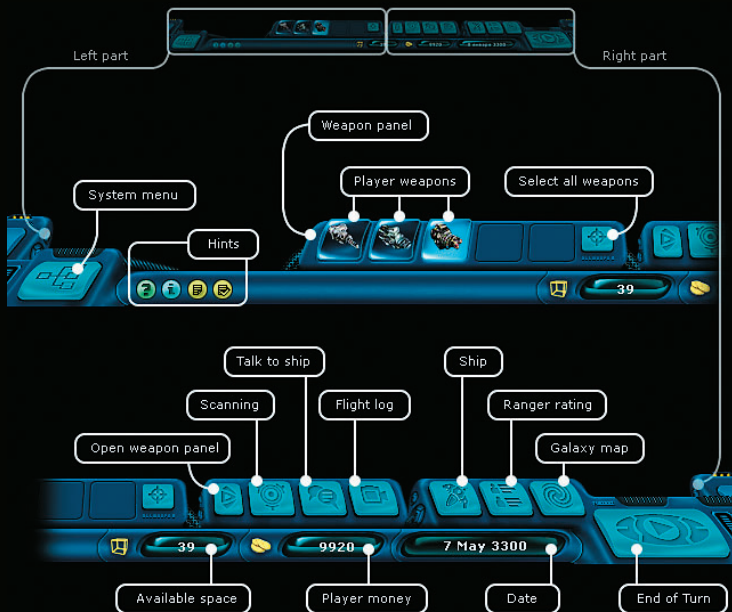 Left part
Right part
Weapon panel
System menu
Player weapons
Select all weapons
Hints
39
Talk to ship
Ship
Scanning
Flight log
Ranger rating
Open weapon panel
Galaxy map
39
9920
7 May 3300
Available space
Player money
Date
End of Turn